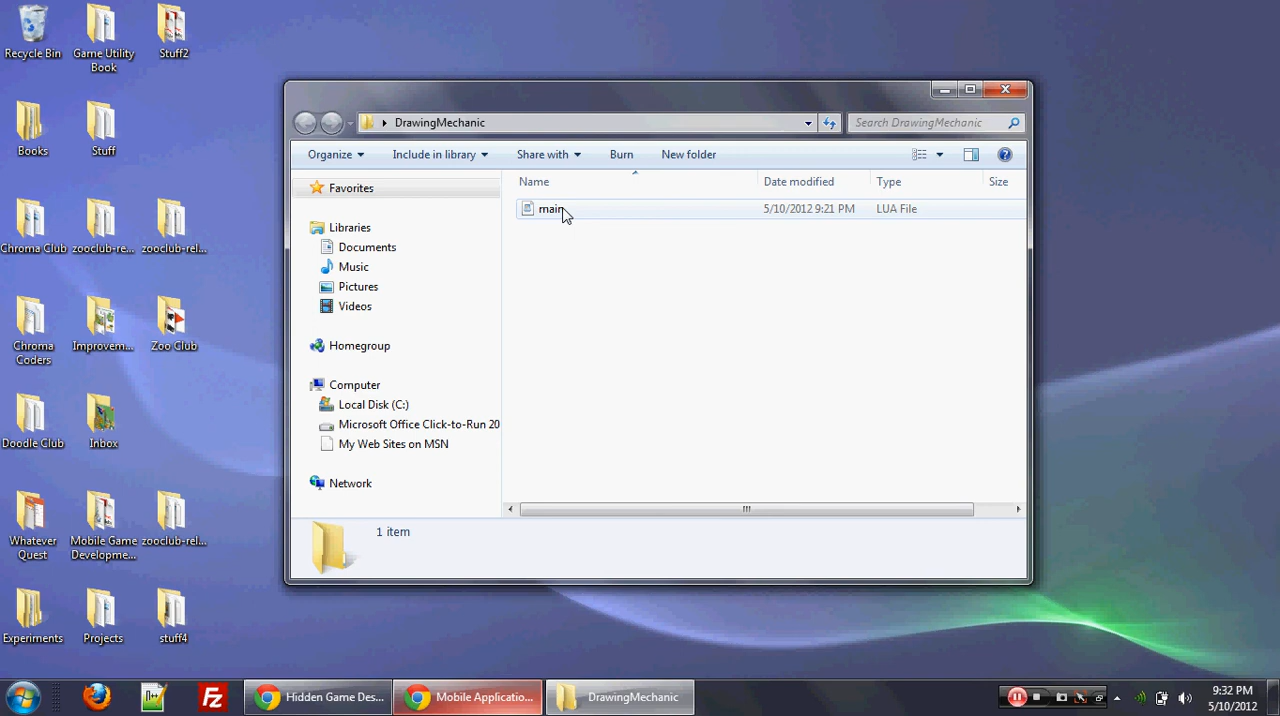 Recycle Bin
Game Utility
Book
Stuff2
Books
Stuff
Chroma Club
zooclub-re...
zooclub-rel...
Chroma
Coders
Improvem...
Zoo Club
Doodle Club
Inbox
Whatever
Quest
Mobile Game
Developme...
zooclub-rel...
Experiments
Projects
stuff4
DrawingMechanic
Search DrawingMechanic
Organize
Include in library
Share with
Burn
New folder
Favorites
Libraries
Documents
Music
Pictures
Videos
Homegroup
Computer
Local Disk (C:)
Microsoft Office Click-to-Run 20
My Web Sites on MSN
Network
Name
Date modified
Type
Size
main
5/10/2012 9:21 PM
LUA File
1 item
Hidden Game Des...
Mobile Applicatio...
DrawingMechanic
9:32 PM
5/10/2012